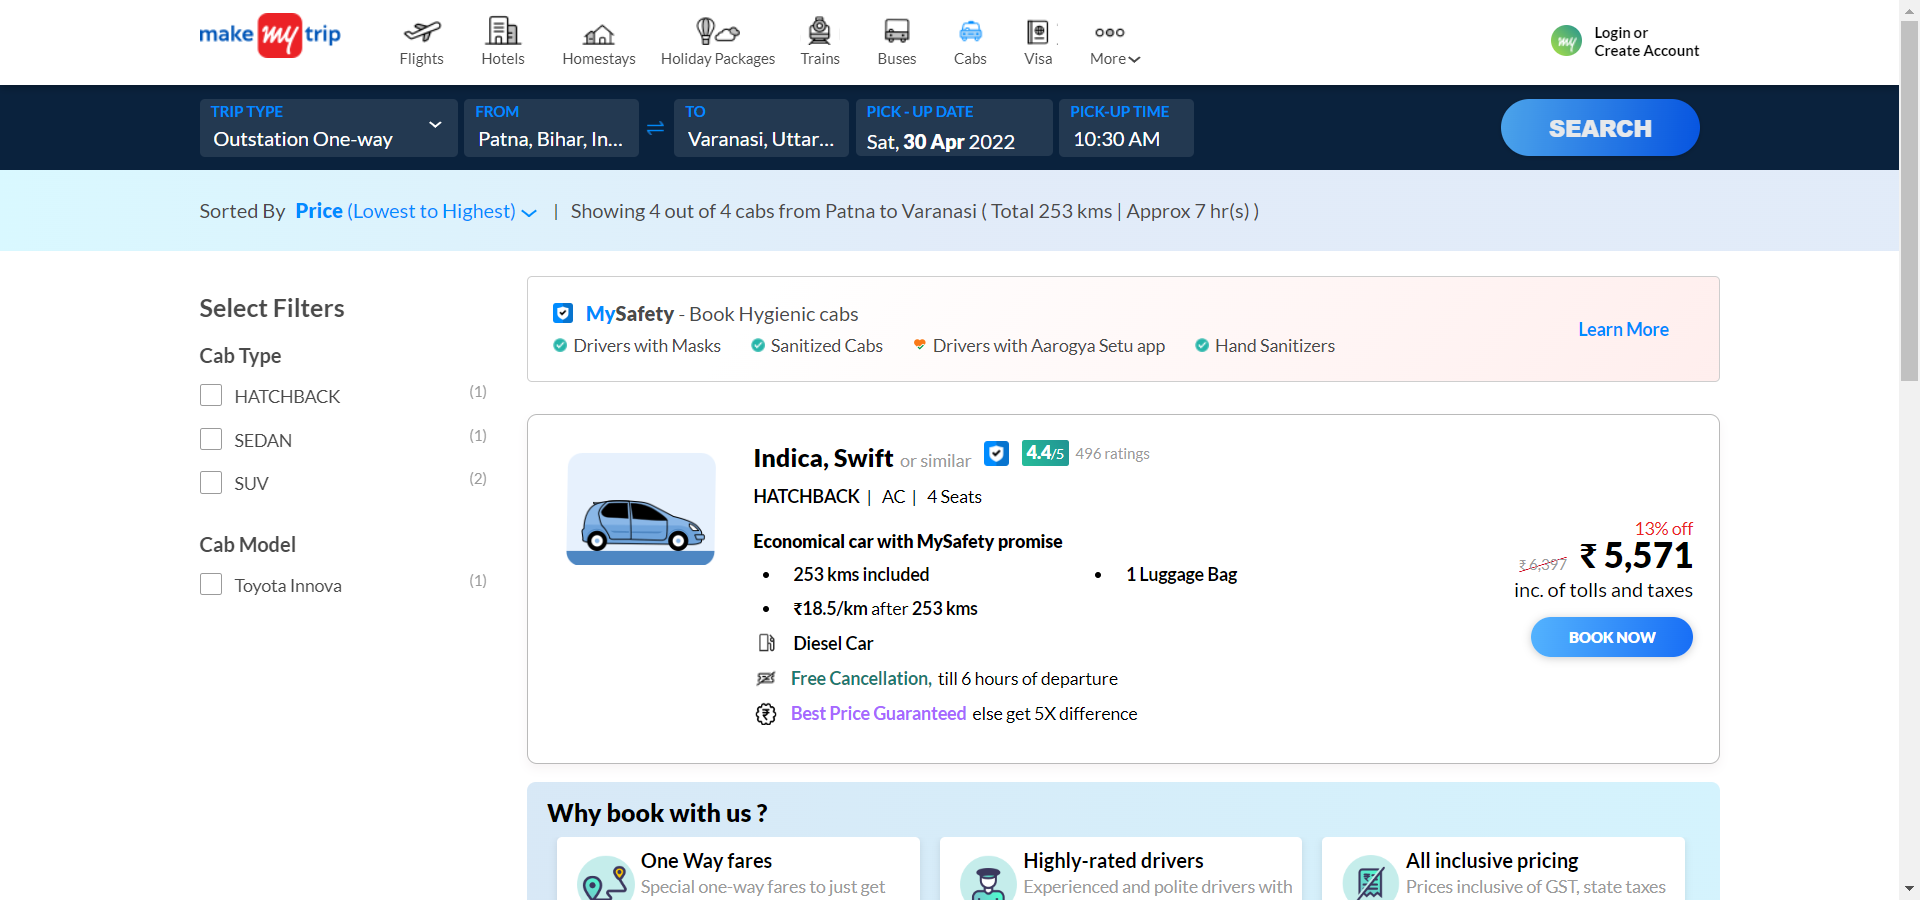 make my trip
Flights
Hotels
Homestays
Holiday Packages
Trains
Buses
Cabs
Visa
More
my
Login or
Create Account
TRIP TYPE
Outstation One-way
FROM
Patna, Bihar, In...
TO
Varanasi, Uttar...
PICK - UP DATE
Sat, 30 Apr 2022
PICK-UP TIME
10:30 AM
SEARCH
Sorted By Price (Lowest to Highest) | Showing 4 out of 4 cabs from Patna to Varanasi ( Total 253 kms | Approx 7 hr(s) )
Select Filters
Cab Type
HATCHBACK (1)
SEDAN (1)
SUV (2)
Cab Model
Toyota Innova (1)
MySafety - Book Hygienic cabs
Drivers with Masks
Sanitized Cabs
Drivers with Aarogya Setu app
Hand Sanitizers
Learn More
Indica, Swift or similar 4.4/5 496 ratings
HATCHBACK | AC | 4 Seats
Economical car with MySafety promise
• 253 kms included
• 1 Luggage Bag
• ₹18.5/km after 253 kms
Diesel Car
Free Cancellation, till 6 hours of departure
Best Price Guaranteed else get 5X difference
13% off
₹6,397 ₹ 5,571
inc. of tolls and taxes
BOOK NOW
Why book with us ?
One Way fares
Special one-way fares to just get
Highly-rated drivers
Experienced and polite drivers with
All inclusive pricing
Prices inclusive of GST, state taxes